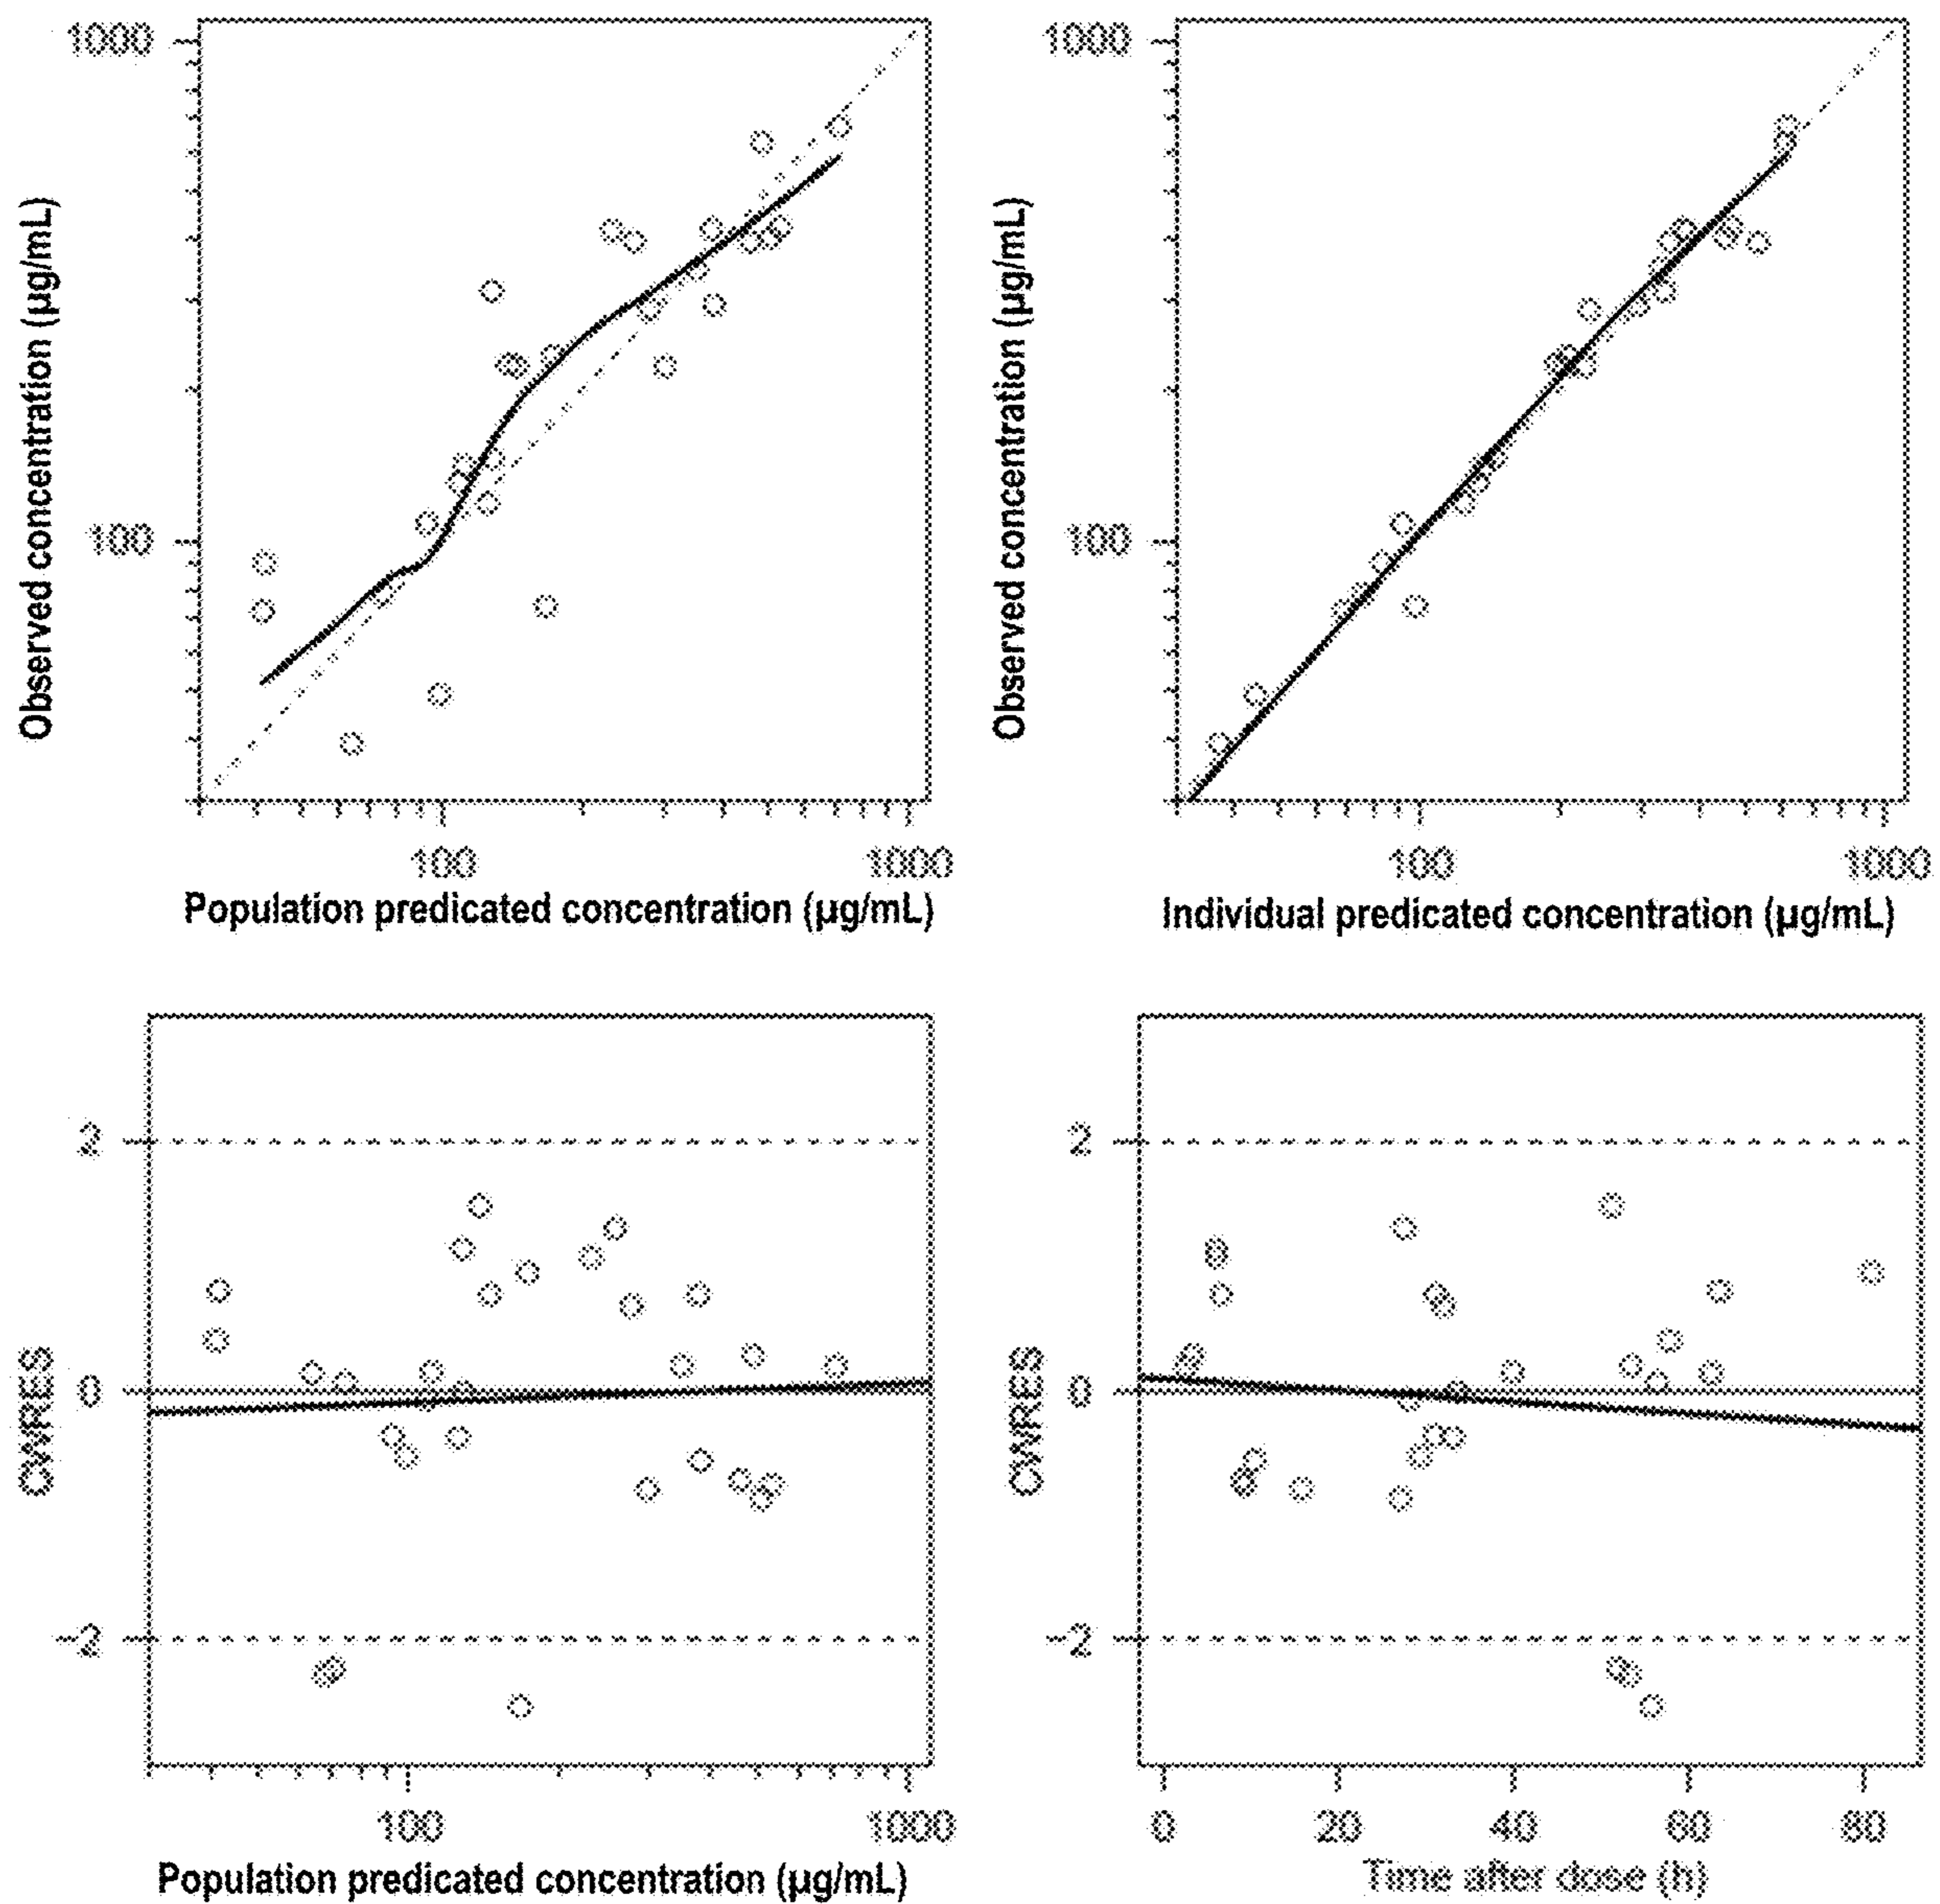 1000
100
Observed concentration (µg/mL)
100
1000
Population predicated concentration (µg/mL)
1000
100
Observed concentration (µg/mL)
100
1000
Individual predicated concentration (µg/mL)
2
0
-2
CWRES
100
1000
Population predicated concentration (µg/mL)
2
0
-2
CWRES
0
20
40
60
80
Time after dose (h)